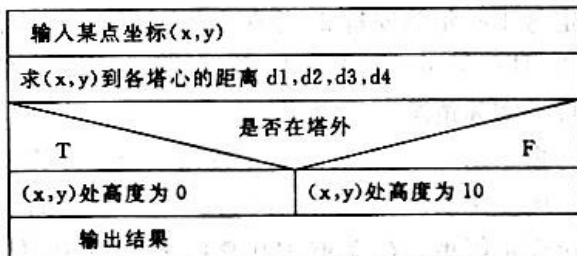 输入某点坐标(x,y)
求(x,y)到各塔心的距离 d1,d2,d3,d4
是否在塔外
T
F
(x,y)处高度为 0
(x,y)处高度为 10
输出结果